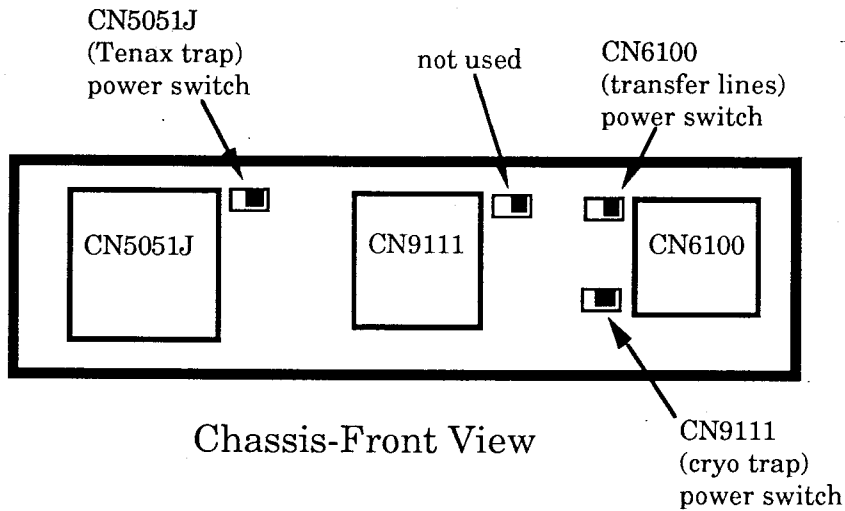 CN5051J
(Tenax trap)
power switch
not used
CN6100
(transfer lines)
power switch
CN5051J
CN9111
CN6100
Chassis-Front View
CN9111
(cryo trap)
power switch